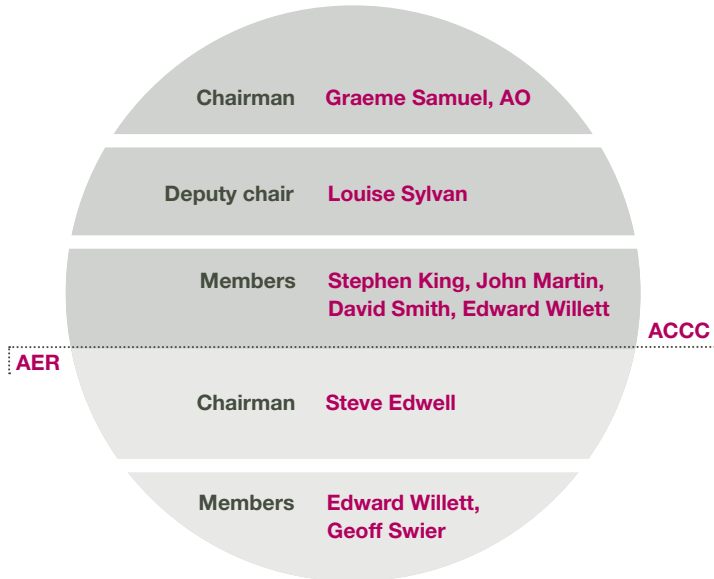 Chairman Graeme Samuel, AO
Deputy chair Louise Sylvan
Members Stephen King, John Martin,
David Smith, Edward Willett
ACCC
AER
Chairman Steve Edwell
Members Edward Willett,
Geoff Swier